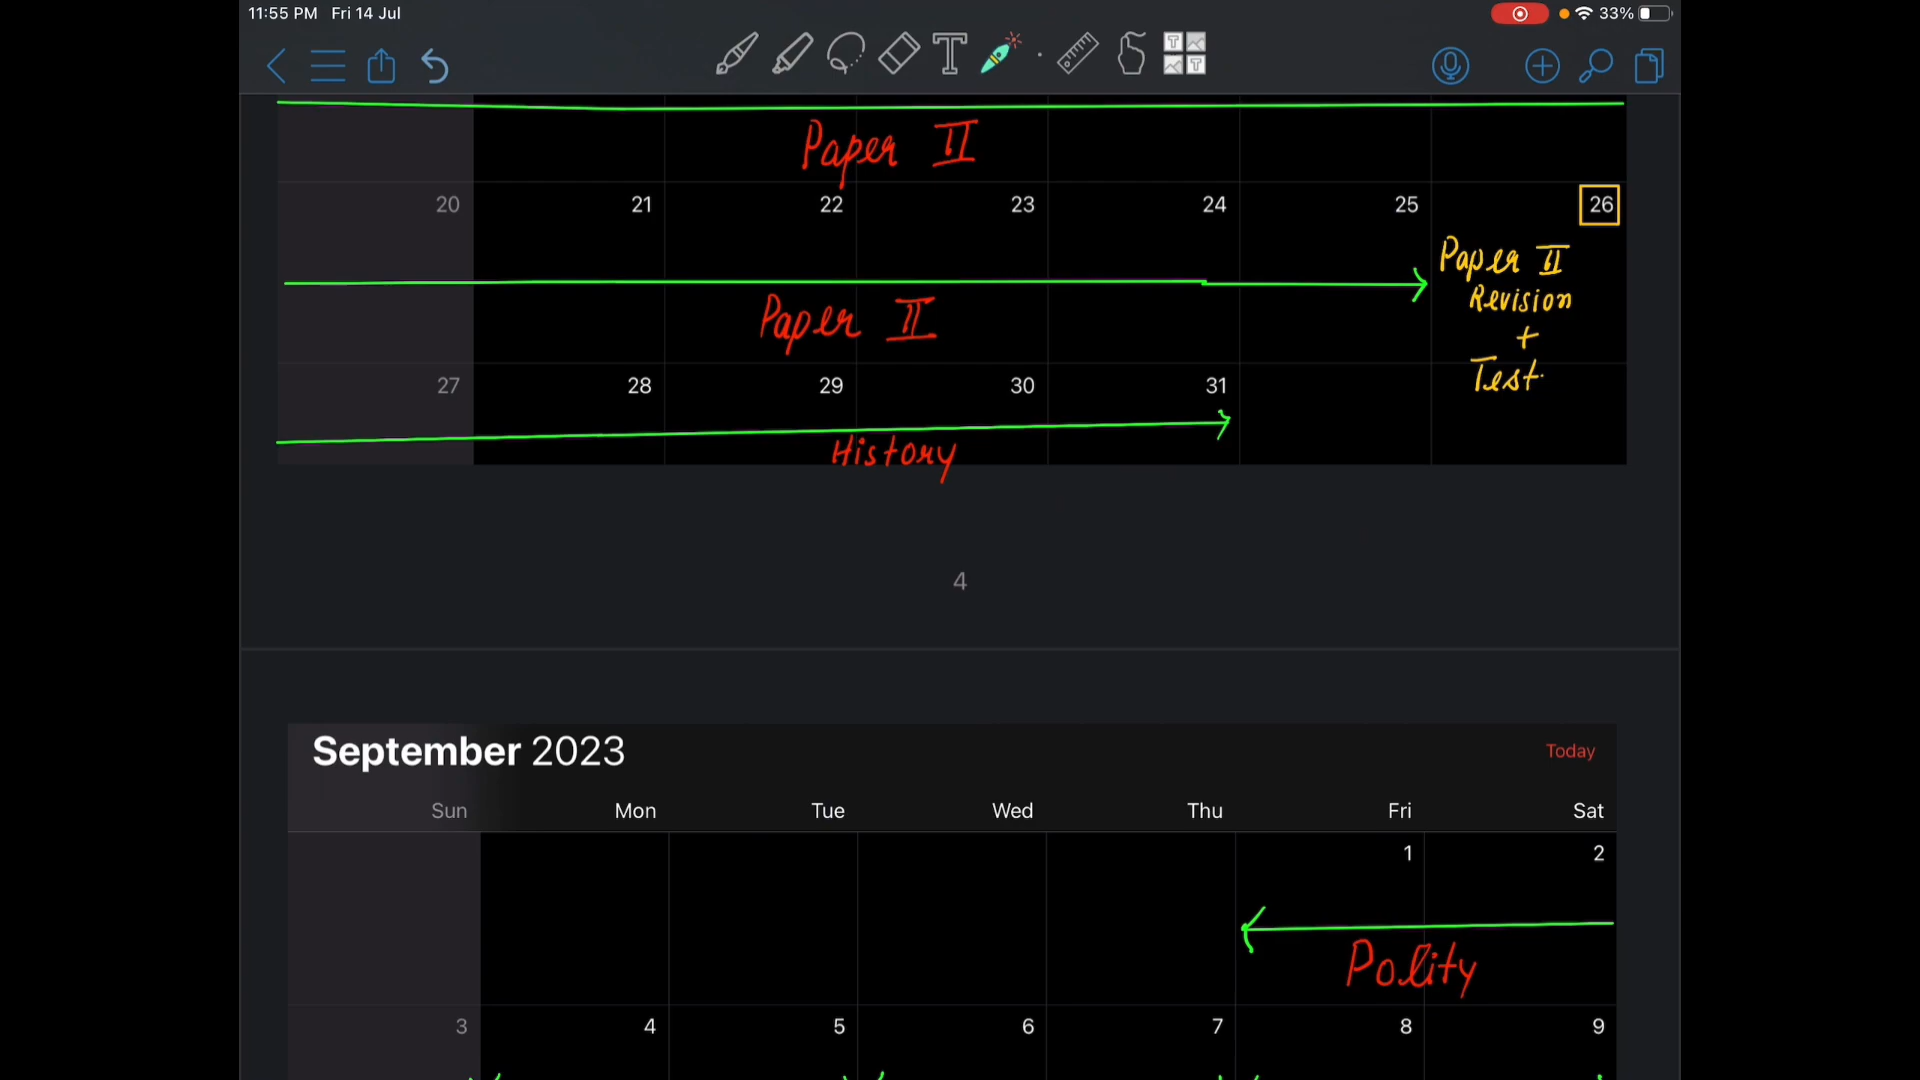 11:55 PM Fri 14 Jul 33%
T
T
T
Paper II
20 21 22 23 24 25 26
Paper II
Revision
+
Test.
Paper II
27 28 29 30 31
History
4
September 2023 Today
Sun Mon Tue Wed Thu Fri Sat
1 2
Polity
3 4 5 6 7 8 9